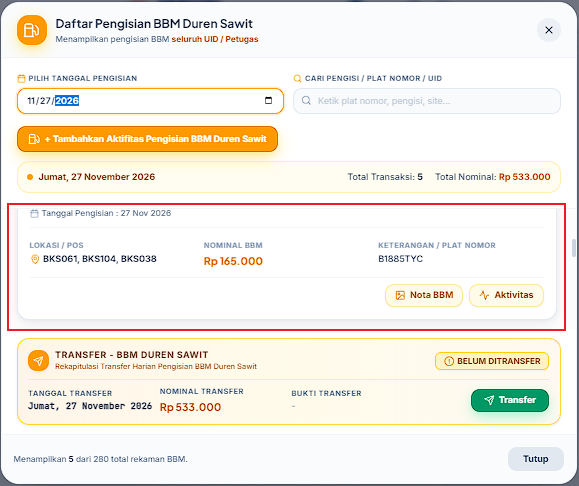 Daftar Pengisian BBM Duren Sawit
Menampilkan pengisian BBM seluruh UID / Petugas
PILIH TANGGAL PENGISIAN
CARI PENGISI / PLAT NOMOR / UID
11/27/2026
Ketik plat nomor, pengisi, site...
+ Tambahkan Aktifitas Pengisian BBM Duren Sawit
Jumat, 27 November 2026
Total Transaksi: 5
Total Nominal: Rp 533.000
Tanggal Pengisian : 27 Nov 2026
LOKASI / POS
NOMINAL BBM
KETERANGAN / PLAT NOMOR
BKS061, BKS104, BKS038
Rp 165.000
B1885TYC
Nota BBM
Aktivitas
TRANSFER - BBM DUREN SAWIT
Rekapitulasi Transfer Harian Pengisian BBM Duren Sawit
BELUM DITRANSFER
TANGGAL TRANSFER
NOMINAL TRANSFER
BUKTI TRANSFER
Jumat, 27 November 2026
Rp 533.000
-
Transfer
Menampilkan 5 dari 280 total rekaman BBM.
Tutup